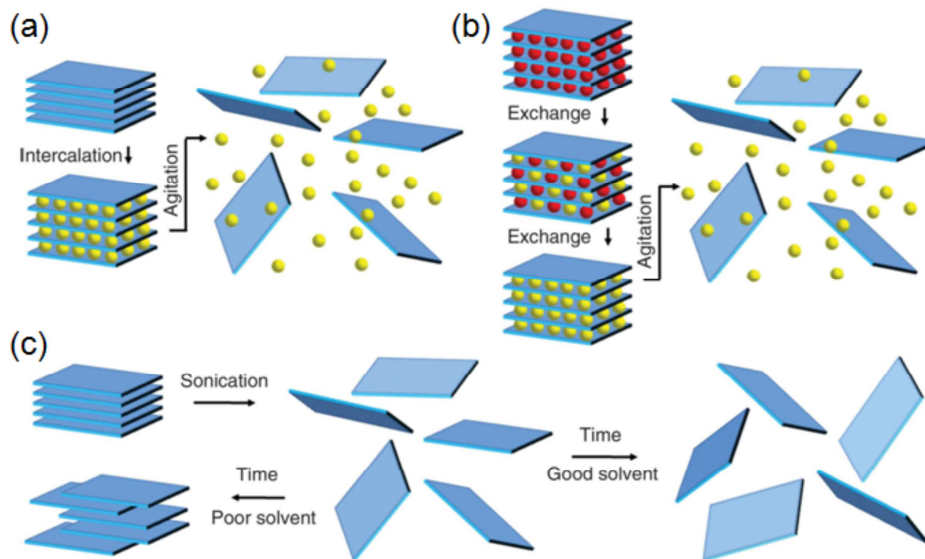 (a)
Intercalation
Agitation
(b)
Exchange
Exchange
Agitation
(c)
Sonication
Time
Poor solvent
Time
Good solvent